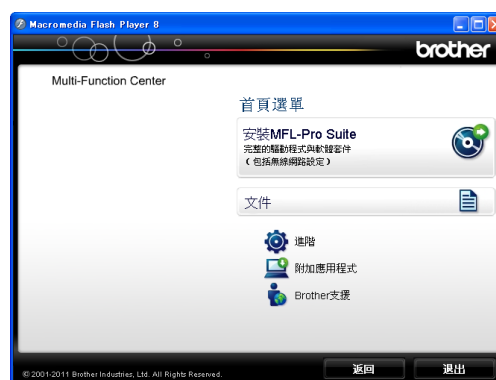 Macromedia Flash Player 8
brother
Multi-Function Center
首頁選單
安裝MFL-Pro Suite
完整的驅動程式與軟體套件
(包括無線網路設定)
文件
進階
附加應用程式
Brother支援
© 2001-2011 Brother Industries, Ltd. All Rights Reserved.
返回
退出